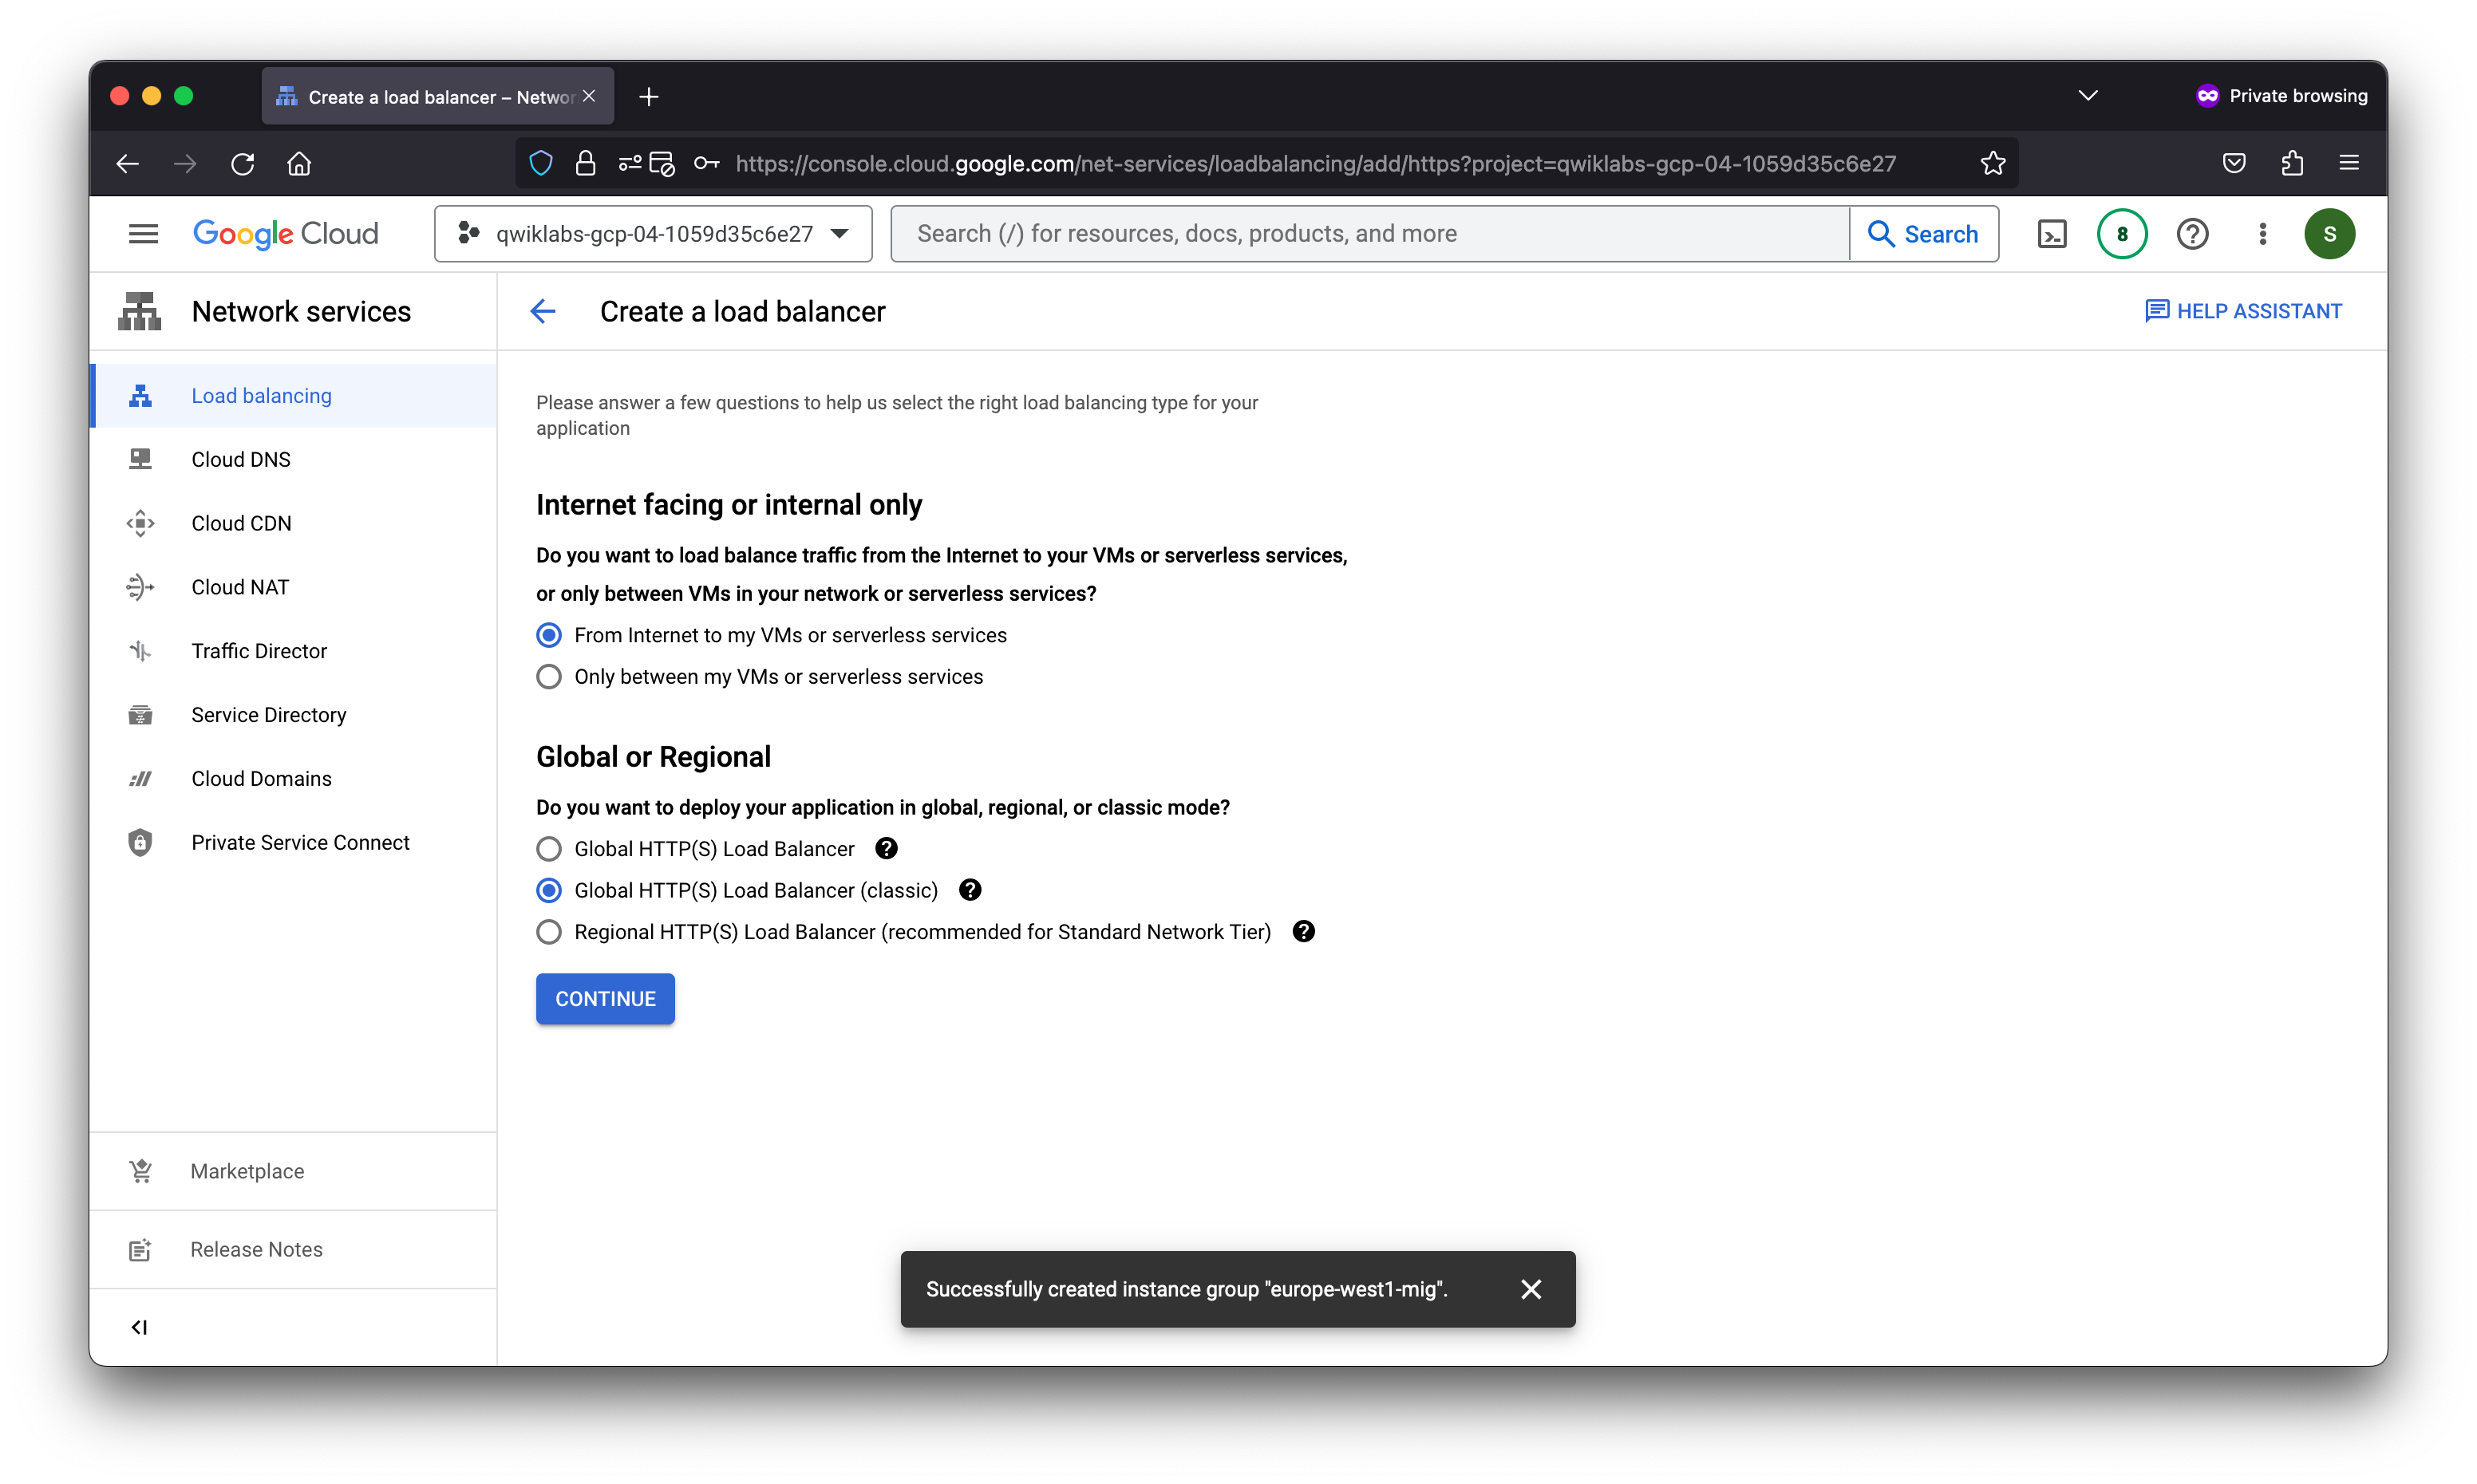 Create a load balancer – Networ
Private browsing
https://console.cloud.google.com/net-services/loadbalancing/add/https?project=qwiklabs-gcp-04-1059d35c6e27
Google Cloud
qwiklabs-gcp-04-1059d35c6e27
Search (/) for resources, docs, products, and more
Search
8
S
Network services
Create a load balancer
HELP ASSISTANT
Load balancing
Cloud DNS
Cloud CDN
Cloud NAT
Traffic Director
Service Directory
Cloud Domains
Private Service Connect
Marketplace
Release Notes
Please answer a few questions to help us select the right load balancing type for your
application
Internet facing or internal only
Do you want to load balance traffic from the Internet to your VMs or serverless services,
or only between VMs in your network or serverless services?
From Internet to my VMs or serverless services
Only between my VMs or serverless services
Global or Regional
Do you want to deploy your application in global, regional, or classic mode?
Global HTTP(S) Load Balancer
Global HTTP(S) Load Balancer (classic)
Regional HTTP(S) Load Balancer (recommended for Standard Network Tier)
CONTINUE
Successfully created instance group "europe-west1-mig".